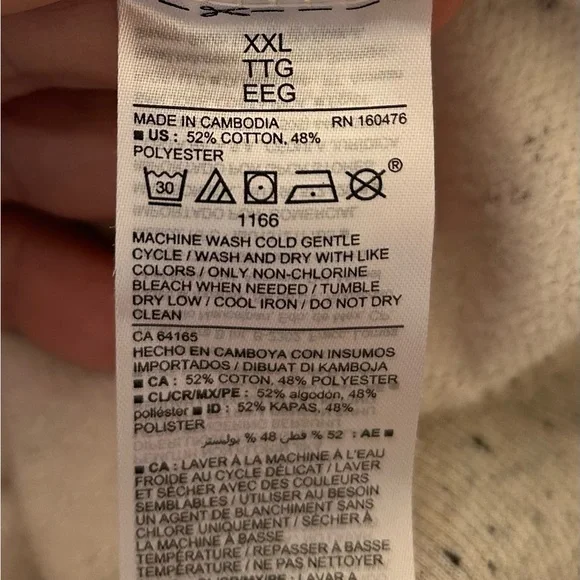 XXL
TTG
EEG
MADE IN CAMBODIA RN 160476
■ US : 52% COTTON, 48%
POLYESTER
30
®
1166
MACHINE WASH COLD GENTLE
CYCLE / WASH AND DRY WITH LIKE
COLORS / ONLY NON-CHLORINE
BLEACH WHEN NEEDED / TUMBLE
DRY LOW / COOL IRON / DO NOT DRY
CLEAN
CA 64165
HECHO EN CAMBOYA CON INSUMOS
IMPORTADOS / DIBUAT DI KAMBOJA
■ CA : 52% COTON, 48% POLYESTER
■ CL/CR/MX/PE : 52% algodón, 48%
poliéster ■ ID : 52% KAPAS, 48%
POLISTER
■ AE : 52 % قطن 48 % بوليستر
■ CA : LAVER À LA MACHINE À L'EAU
FROIDE AU CYCLE DÉLICAT / LAVER
ET SÉCHER AVEC DES COULEURS
SEMBLABLES / UTILISER AU BESOIN
UN AGENT DE BLANCHIMENT SANS
CHLORE UNIQUEMENT / SÉCHER À
LA MACHINE À BASSE
TEMPÉRATURE / REPASSER À BASSE
TEMPÉRATURE / NE PAS NETTOYER